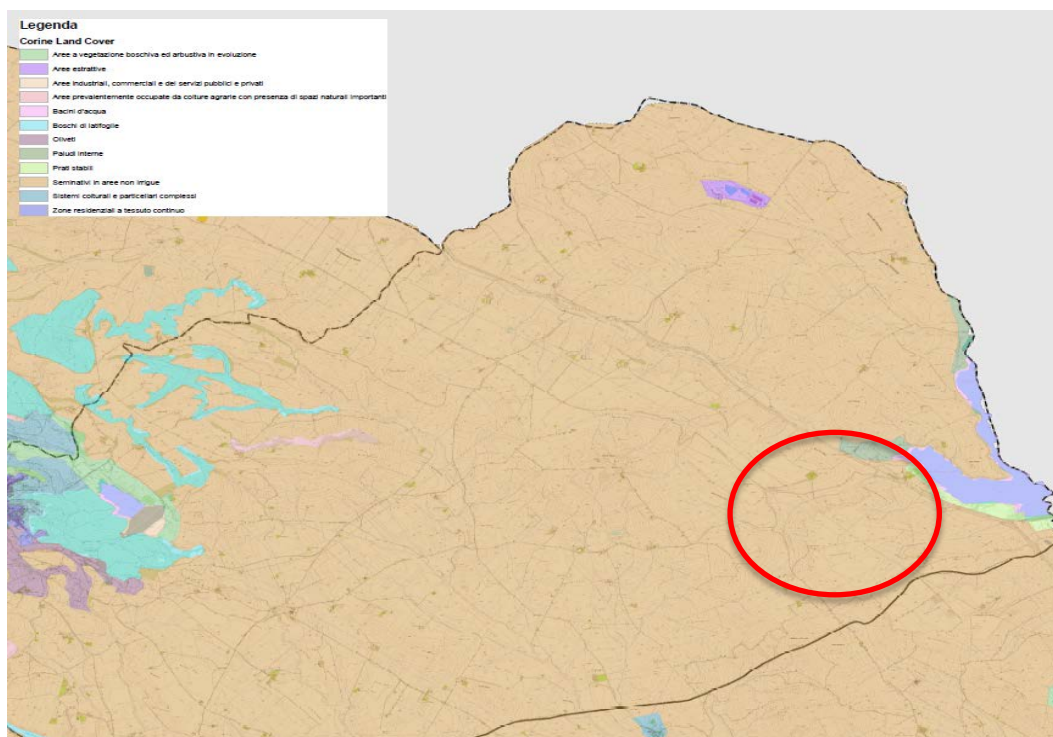 Legenda
Corine Land Cover
Aree a vegetazione boschiva ed arbustiva in evoluzione
Aree estrattive
Aree industriali, commerciali e dei servizi pubblici e privati
Aree prevalentemente occupate da colture agrarie con presenza di spazi naturali importanti
Bacini d'acqua
Boschi di latifoglie
Oliveti
Paludi interne
Prati stabili
Seminativi in aree non irrigue
Sistemi colturali e particellari complessi
Zone residenziali a tessuto continuo